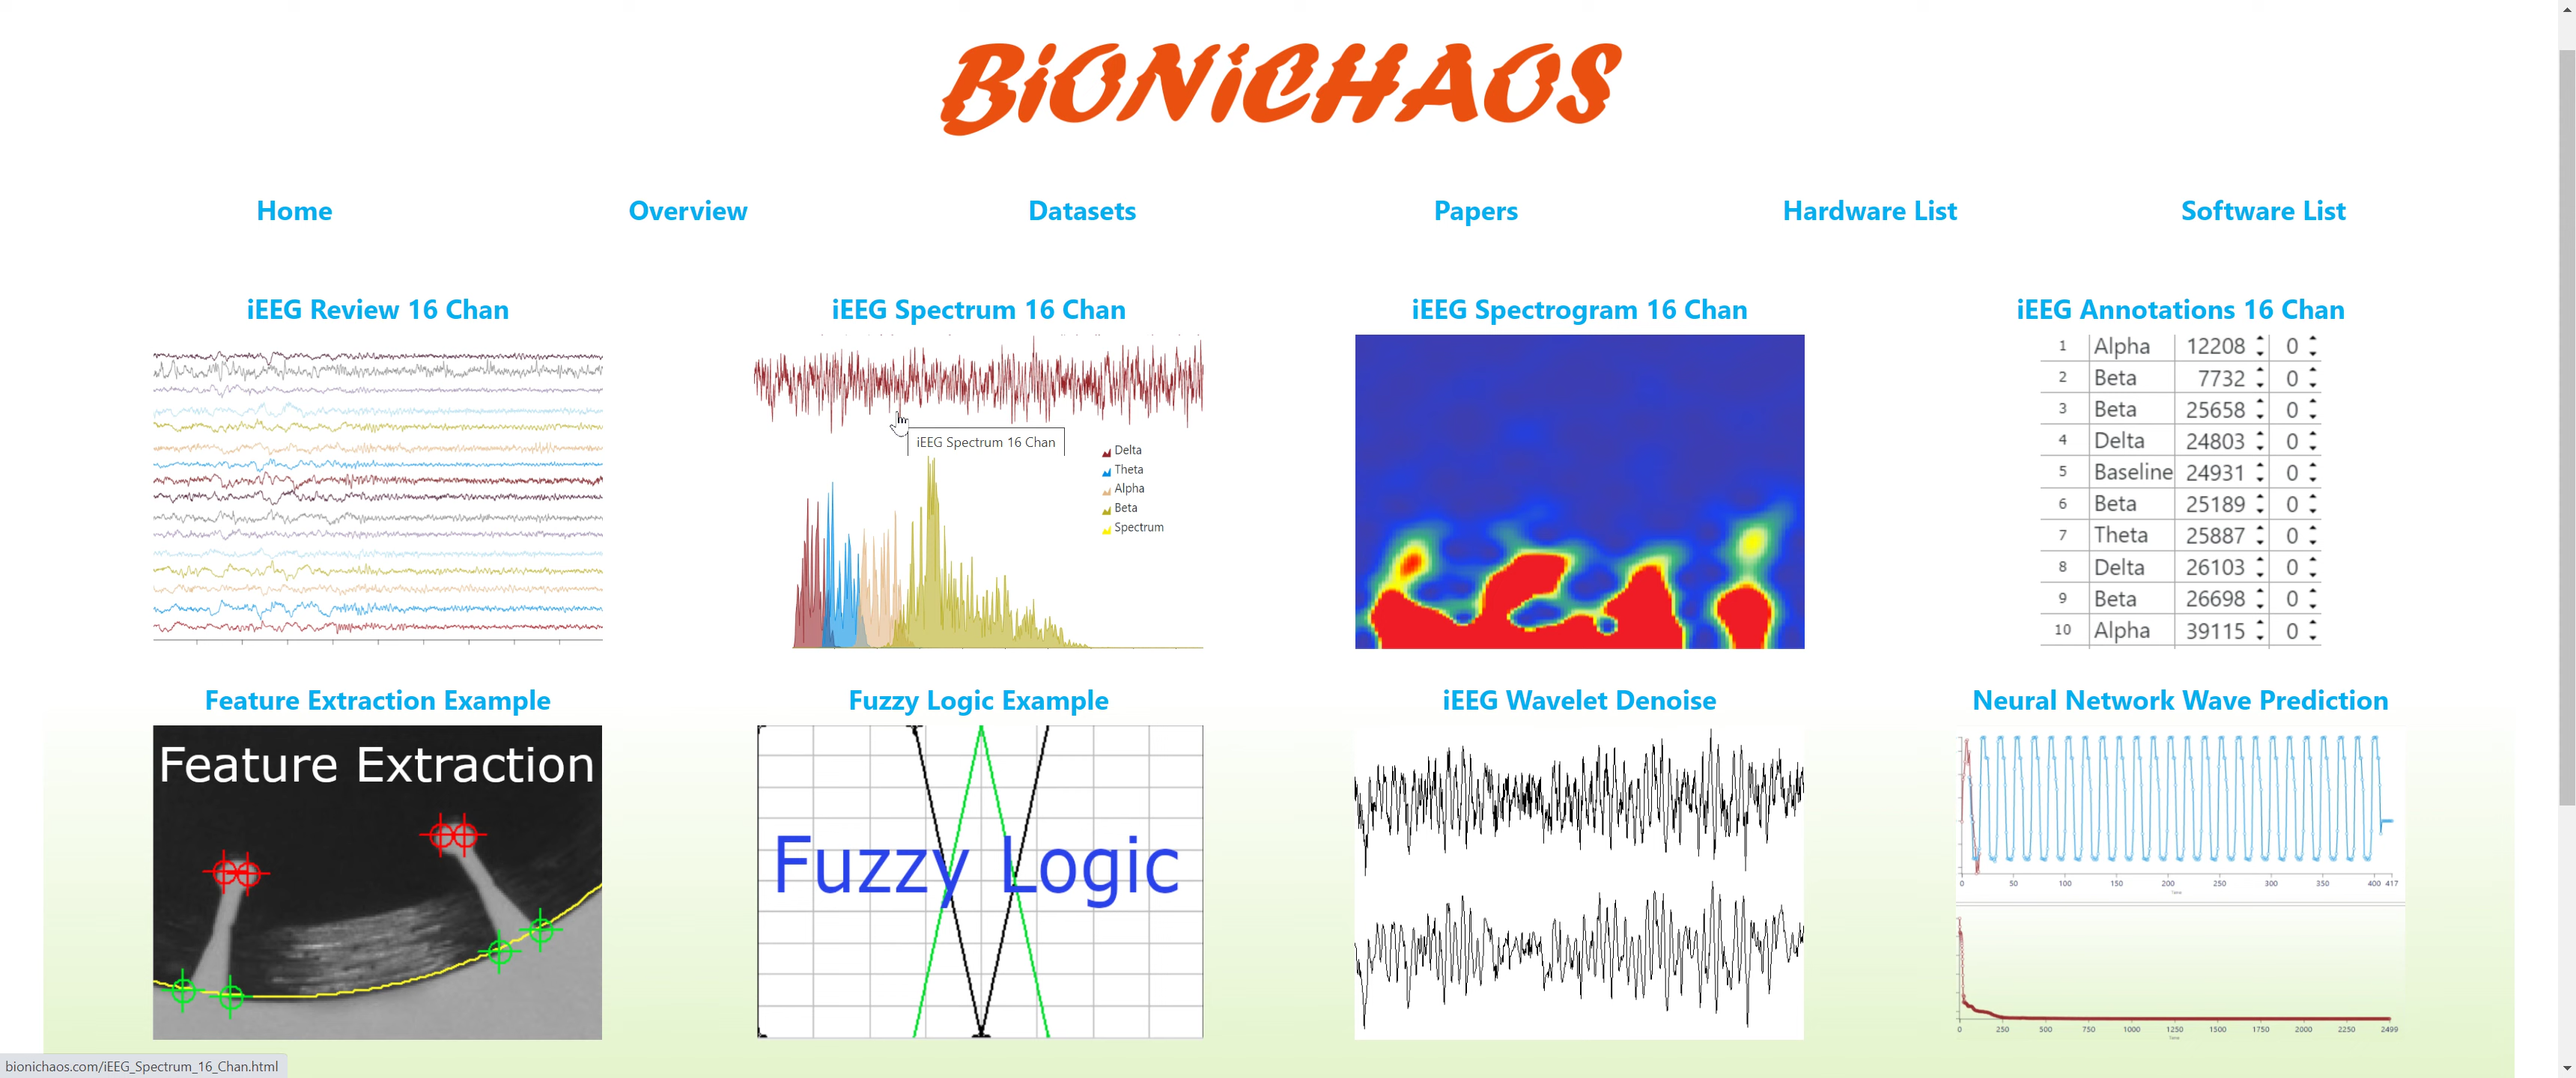 BiONiCHAOS
Home Overview Datasets Papers Hardware List Software List
iEEG Review 16 Chan
iEEG Spectrum 16 Chan
iEEG Spectrum 16 Chan
Delta
Theta
Alpha
Beta
Spectrum
iEEG Spectrogram 16 Chan
iEEG Annotations 16 Chan
1 Alpha 12208 0
2 Beta 7732 0
3 Beta 25658 0
4 Delta 24803 0
5 Baseline 24931 0
6 Beta 25189 0
7 Theta 25887 0
8 Delta 26103 0
9 Beta 26698 0
10 Alpha 39115 0
Feature Extraction Example
Feature Extraction
Fuzzy Logic Example
Fuzzy Logic
iEEG Wavelet Denoise
Neural Network Wave Prediction
0 50 100 150 200 250 300 350 400 417
Time
0 250 500 750 1000 1250 1500 1750 2000 2250 2499
Time
bionichaos.com/iEEG_Spectrum_16_Chan.html